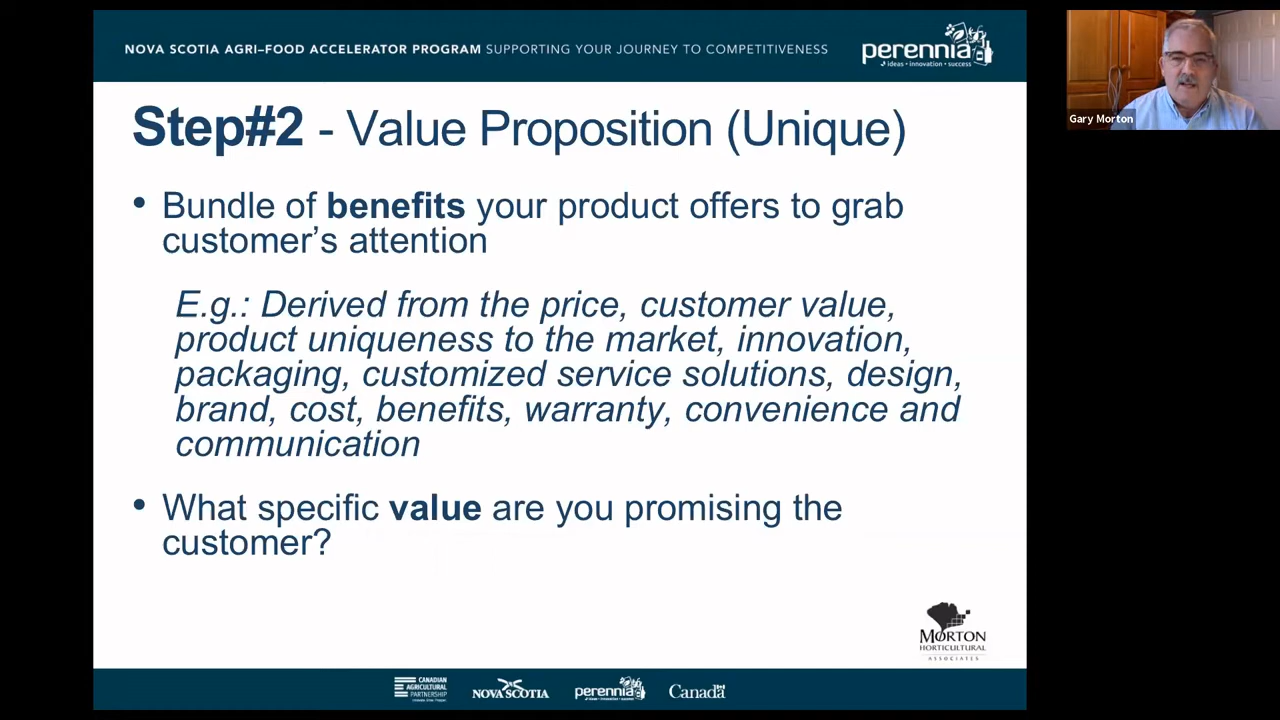 NOVA SCOTIA AGRI–FOOD ACCELERATOR PROGRAM SUPPORTING YOUR JOURNEY TO COMPETITIVENESS
perennia
ideas • innovation • success
Gary Morton
Step#2 - Value Proposition (Unique)
• Bundle of benefits your product offers to grab
customer’s attention
E.g.: Derived from the price, customer value,
product uniqueness to the market, innovation,
packaging, customized service solutions, design,
brand, cost, benefits, warranty, convenience and
communication
• What specific value are you promising the
customer?
MORTON
HORTICULTURAL
ASSOCIATES
CANADIAN
AGRICULTURAL
PARTNERSHIP
NOVA SCOTIA
perennia
Canada